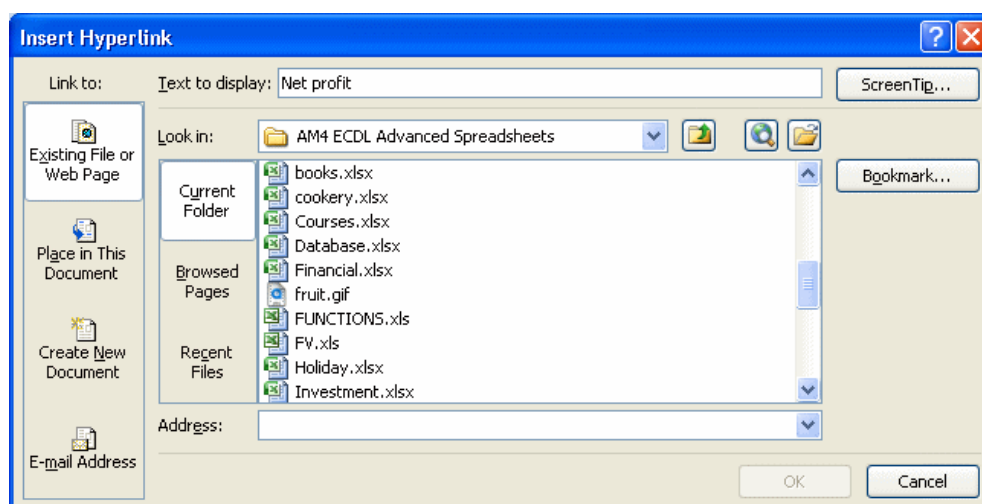 Insert Hyperlink
Link to:
Text to display: Net profit
ScreenTip...
Existing File or
Web Page
Look in: AM4 ECDL Advanced Spreadsheets
Current
Folder
books.xlsx
cookery.xlsx
Courses.xlsx
Database.xlsx
Financial.xlsx
fruit.gif
FUNCTIONS.xls
FV.xls
Holiday.xlsx
Investment.xlsx
Bookmark...
Place in This
Document
Browsed
Pages
Create New
Document
Recent
Files
E-mail Address
Address:
OK
Cancel